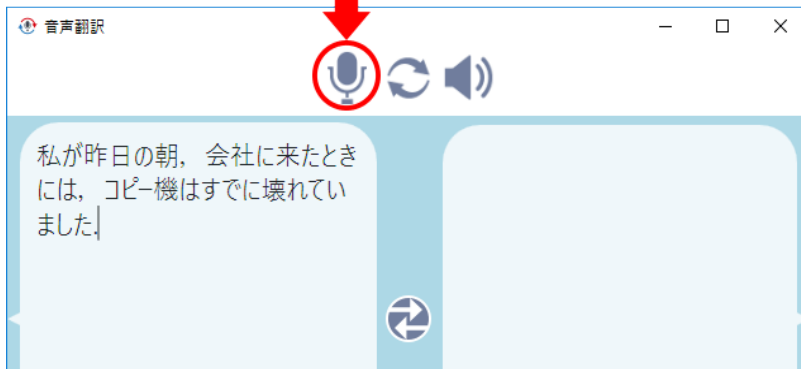 音声翻訳
私が昨日の朝, 会社に来たとき
には, コピー機はすでに壊れてい
ました.